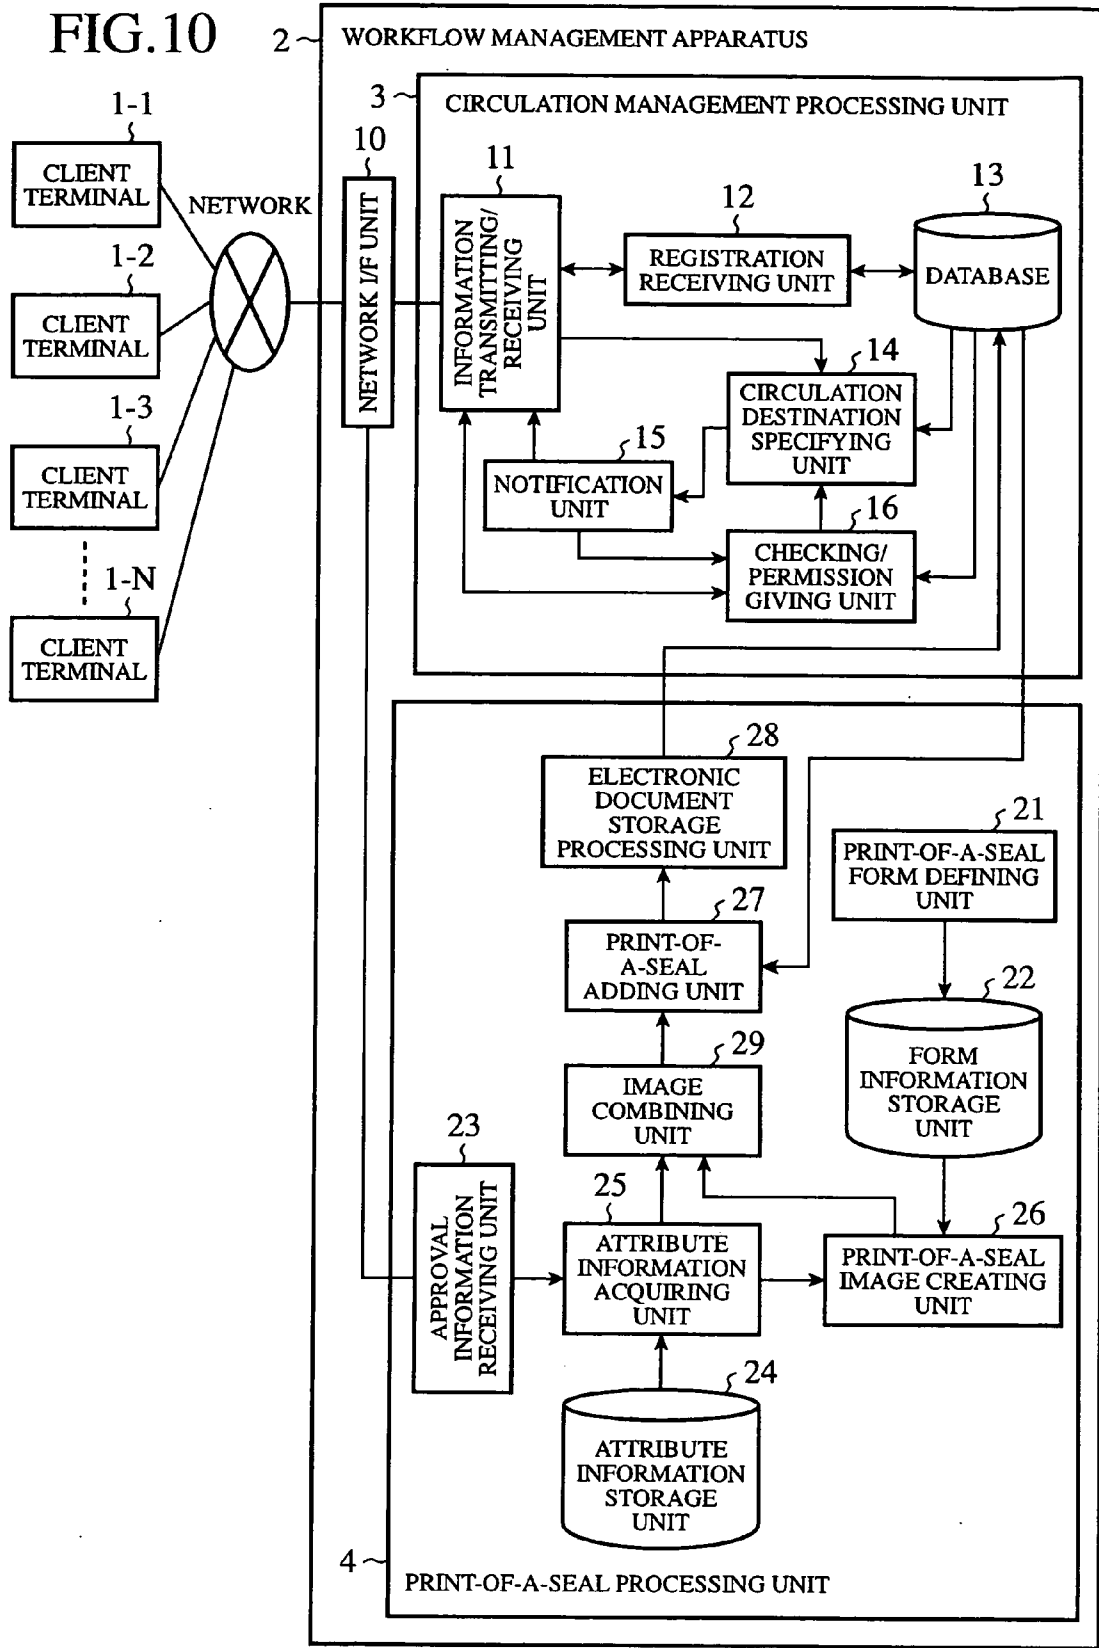 FIG.10
2
WORKFLOW MANAGEMENT APPARATUS
3
CIRCULATION MANAGEMENT PROCESSING UNIT
1-1
CLIENT
TERMINAL
NETWORK
1-2
CLIENT
TERMINAL
1-3
CLIENT
TERMINAL
1-N
CLIENT
TERMINAL
10
NETWORK I/F UNIT
11
INFORMATION
TRANSMITTING/
RECEIVING
UNIT
12
REGISTRATION
RECEIVING UNIT
13
DATABASE
14
CIRCULATION
DESTINATION
SPECIFYING
UNIT
15
NOTIFICATION
UNIT
16
CHECKING/
PERMISSION
GIVING UNIT
28
ELECTRONIC
DOCUMENT
STORAGE
PROCESSING UNIT
21
PRINT-OF-A-SEAL
FORM DEFINING
UNIT
27
PRINT-OF-
A-SEAL
ADDING UNIT
22
FORM
INFORMATION
STORAGE
UNIT
29
IMAGE
COMBINING
UNIT
23
APPROVAL
INFORMATION
RECEIVING UNIT
25
ATTRIBUTE
INFORMATION
ACQUIRING
UNIT
26
PRINT-OF-A-SEAL
IMAGE CREATING
UNIT
24
ATTRIBUTE
INFORMATION
STORAGE
UNIT
4
PRINT-OF-A-SEAL PROCESSING UNIT